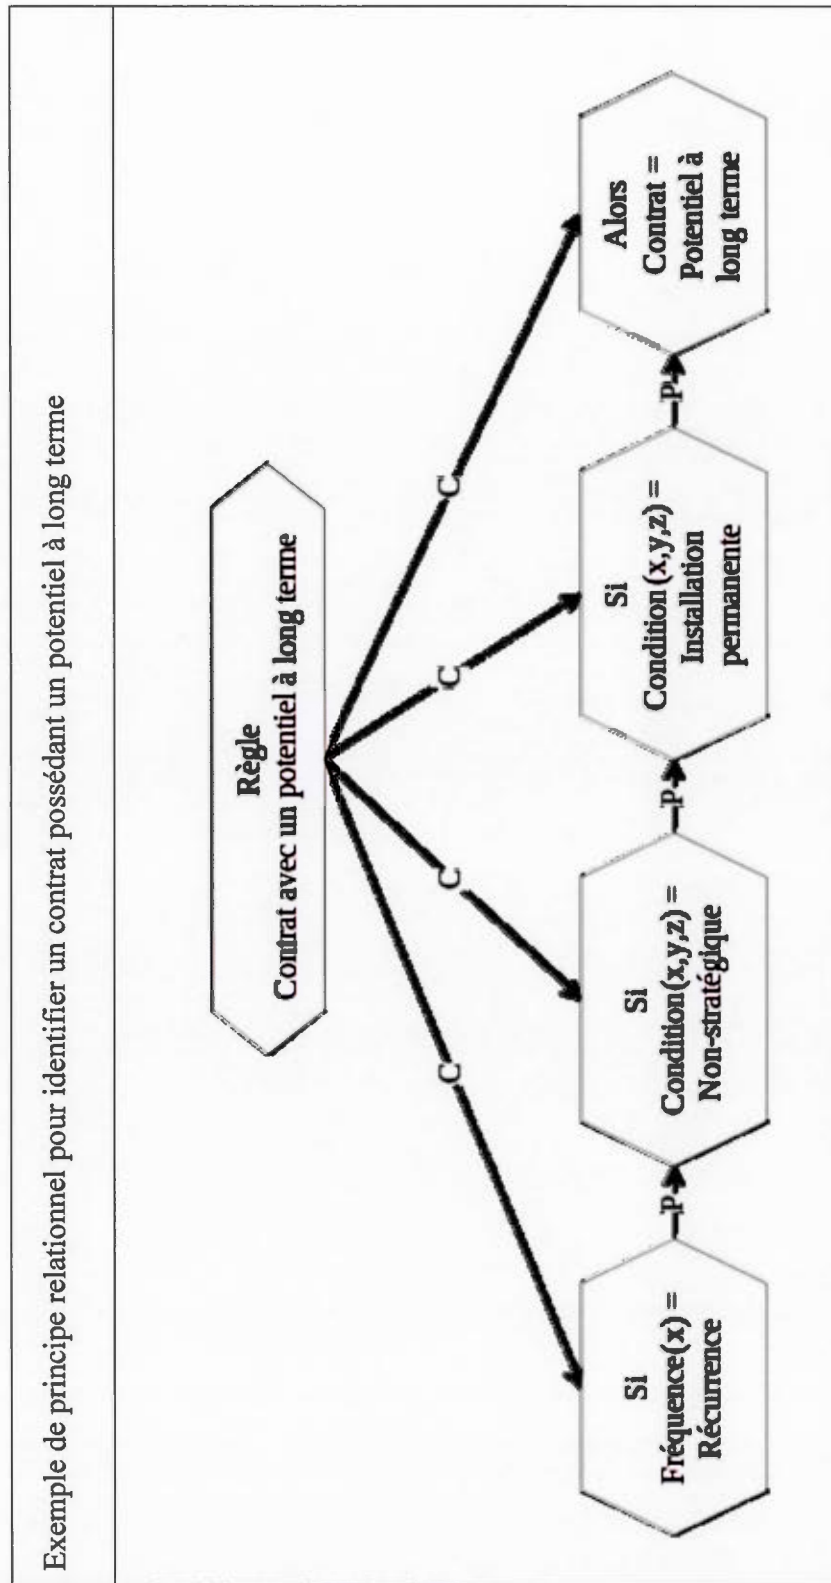 Exemple de principe relationnel pour identifier un contrat possédant un potentiel à long terme
Règle
Contrat avec un potentiel à long terme
C
C
C
C
Si
Fréquence(x) =
Récurrence
P
Si
Condition(x,y,z) =
Non-stratégique
P
Si
Condition (x,y,z) =
Installation
permanente
P
Alors
Contrat =
Potentiel à
long terme